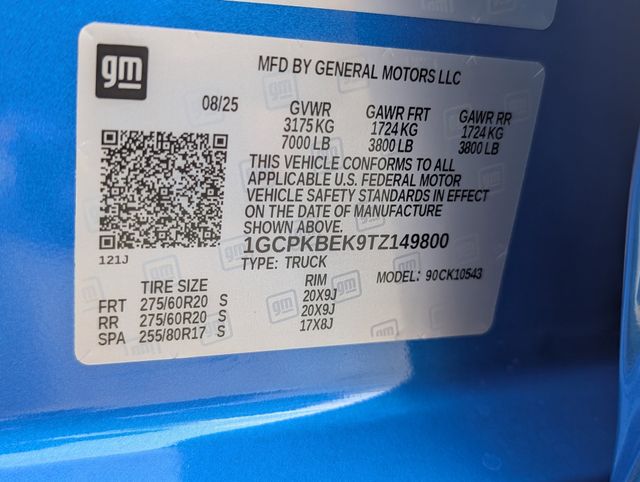 gm
MFD BY GENERAL MOTORS LLC
08/25 GVWR GAWR FRT GAWR RR
3175 KG 1724 KG 1724 KG
7000 LB 3800 LB 3800 LB
THIS VEHICLE CONFORMS TO ALL
APPLICABLE U.S. FEDERAL MOTOR
VEHICLE SAFETY STANDARDS IN EFFECT
ON THE DATE OF MANUFACTURE
SHOWN ABOVE.
1GCPKBEK9TZ149800
121J
TYPE: TRUCK MODEL: 90CK10543
TIRE SIZE RIM
FRT 275/60R20 S 20X9J
RR 275/60R20 S 20X9J
SPA 255/80R17 S 17X8J